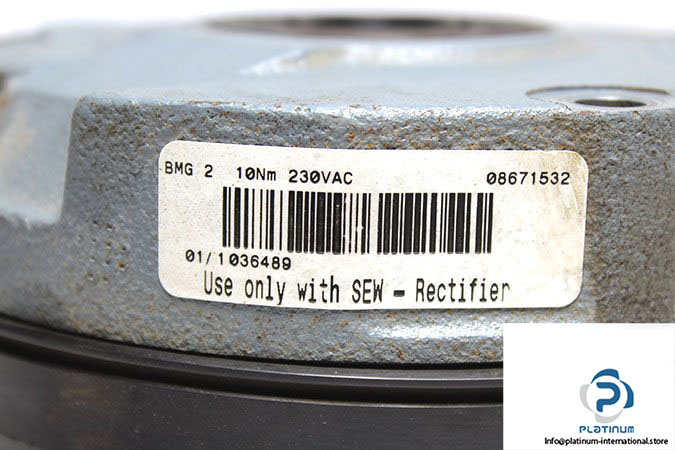 BMG 2 10Nm 230VAC 08671532
01/1036489
Use only with SEW - Rectifier
PLATINUM
Info@platinum-international.store